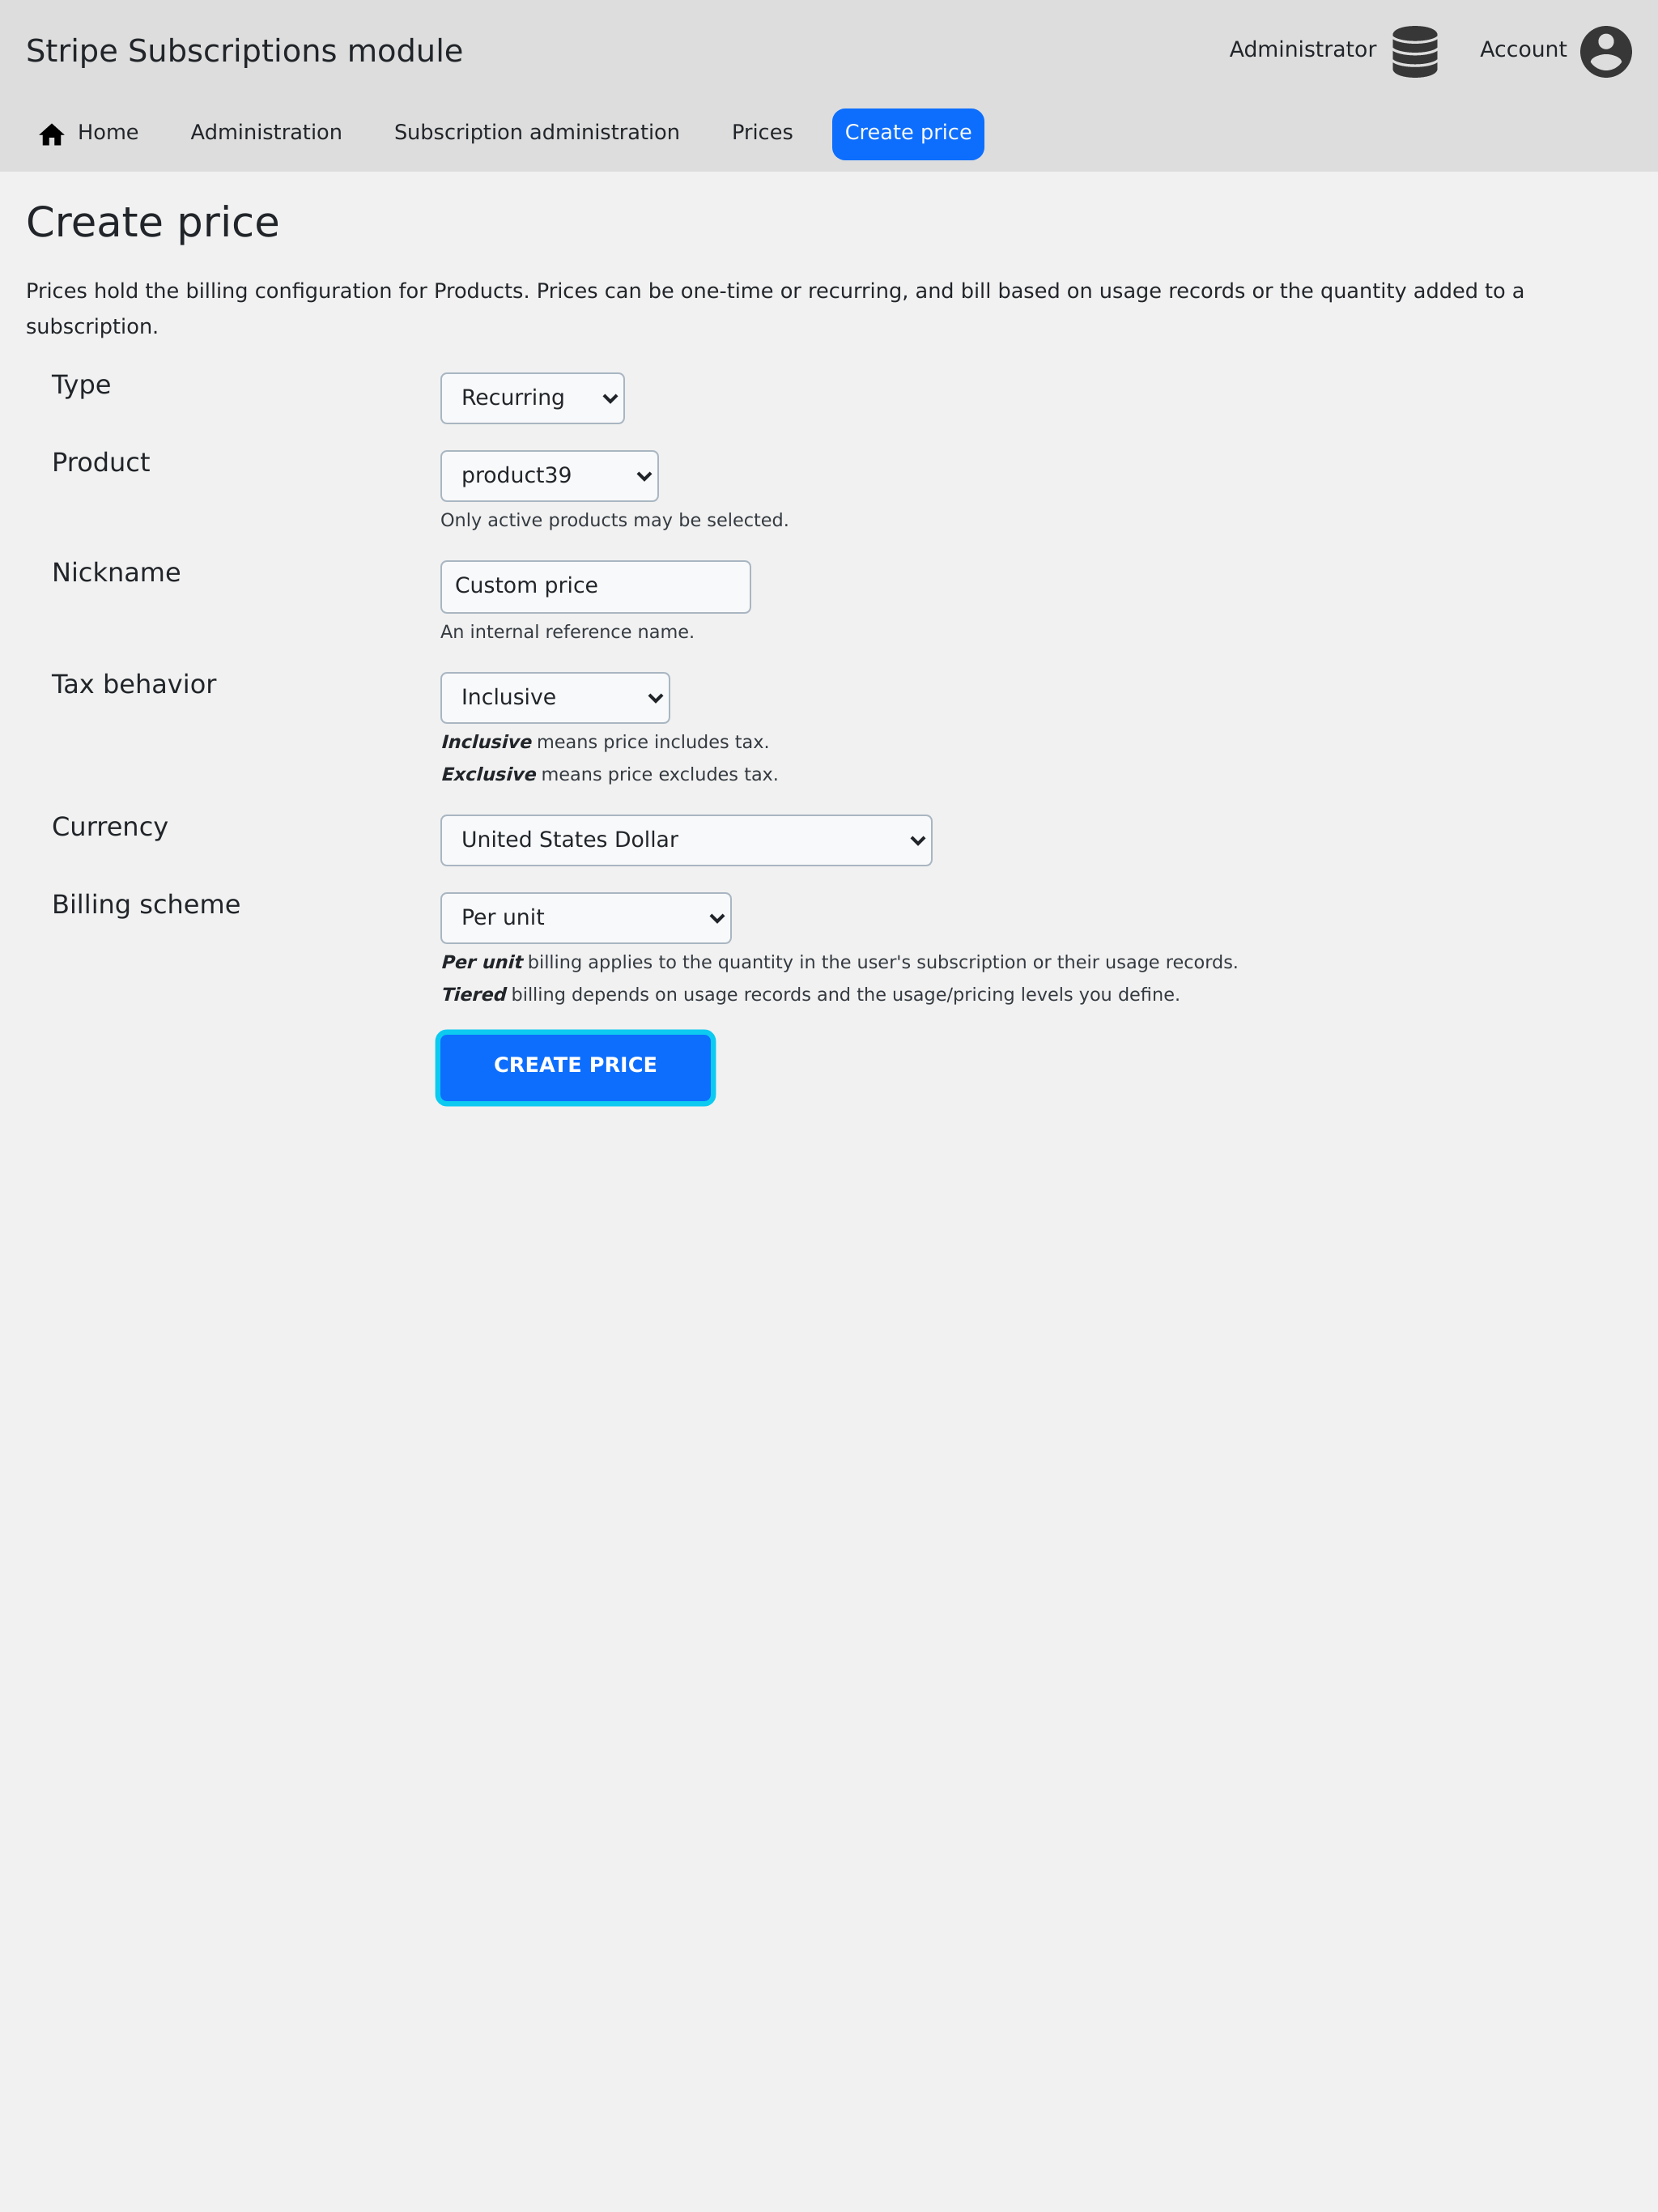 Stripe Subscriptions module
Administrator
Account
Home
Administration
Subscription administration
Prices
Create price
Create price
Prices hold the billing configuration for Products. Prices can be one-time or recurring, and bill based on usage records or the quantity added to a
subscription.
Type
Recurring
Product
product39
Only active products may be selected.
Nickname
Custom price
An internal reference name.
Tax behavior
Inclusive
Inclusive means price includes tax.
Exclusive means price excludes tax.
Currency
United States Dollar
Billing scheme
Per unit
Per unit billing applies to the quantity in the user's subscription or their usage records.
Tiered billing depends on usage records and the usage/pricing levels you define.
CREATE PRICE